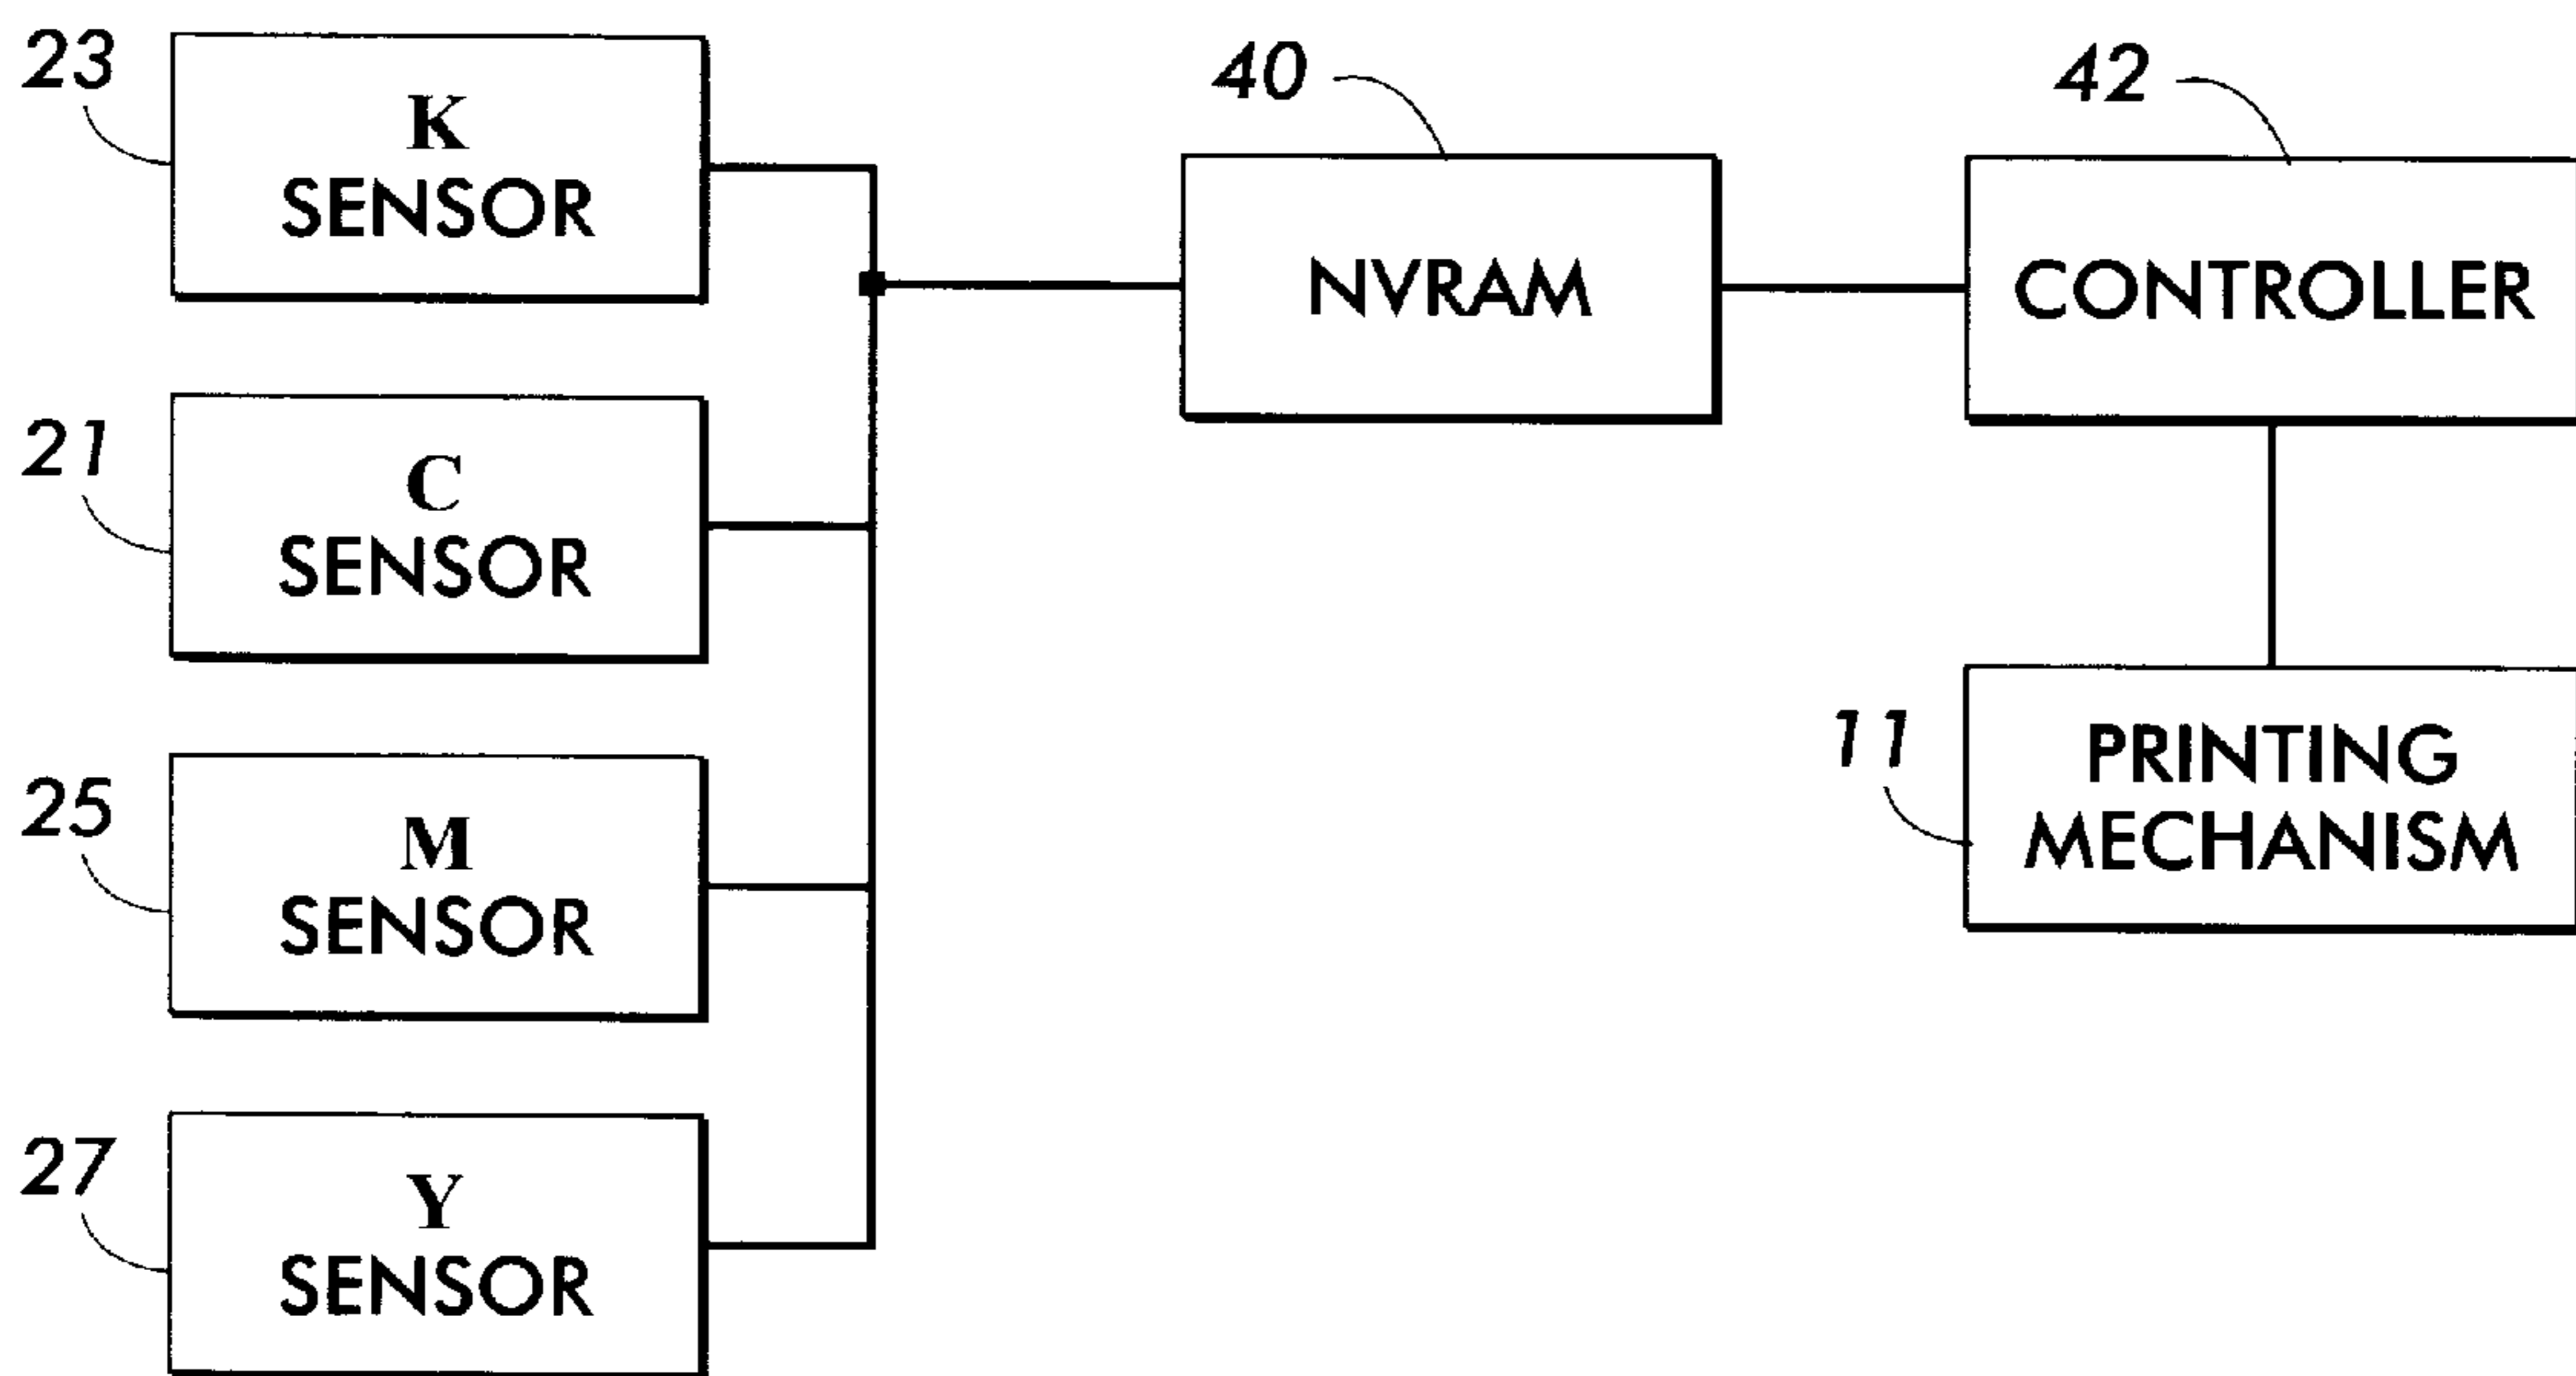 23
K
SENSOR
40
NVRAM
42
CONTROLLER
21
C
SENSOR
25
M
SENSOR
11
PRINTING
MECHANISM
27
Y
SENSOR